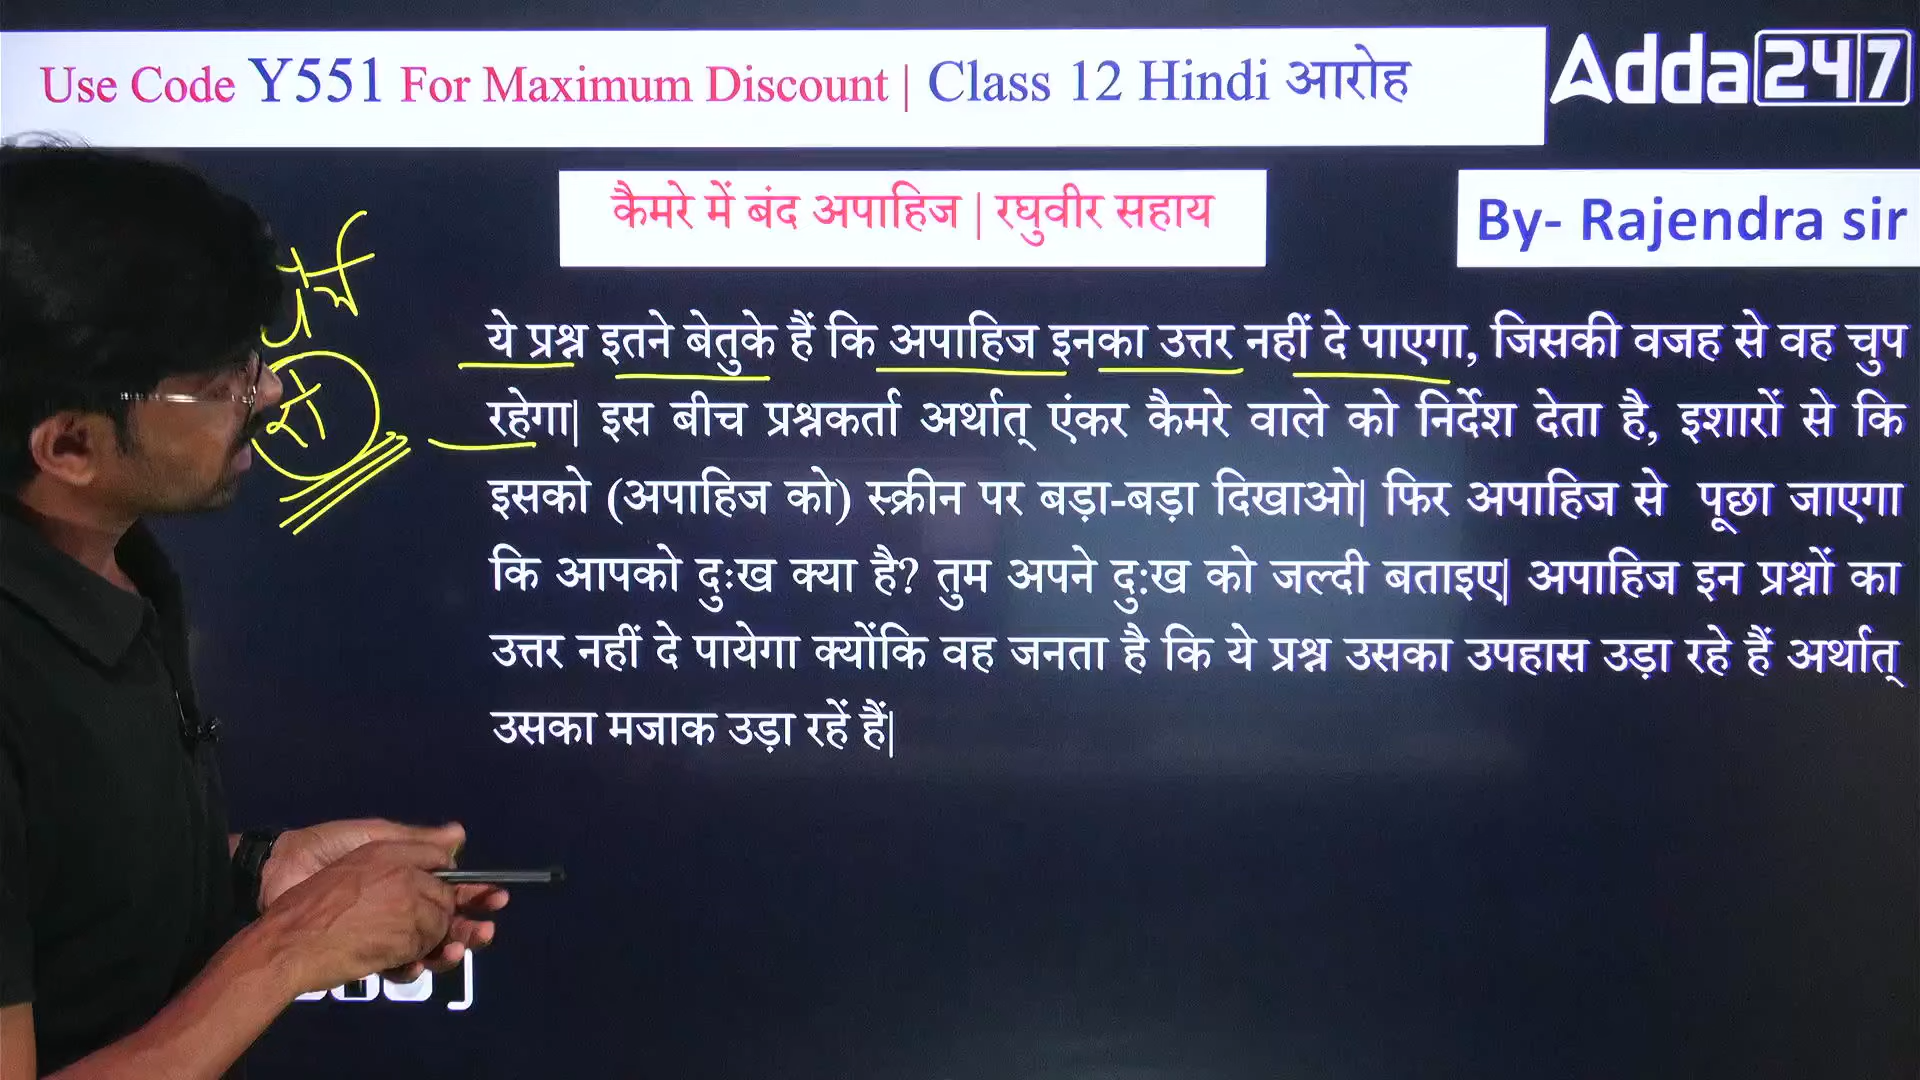 Use Code Y551 For Maximum Discount | Class 12 Hindi आरोह
Adda247
कैमरे में बंद अपाहिज | रघुवीर सहाय
By- Rajendra sir
ये प्रश्न इतने बेतुके हैं कि अपाहिज इनका उत्तर नहीं दे पाएगा, जिसकी वजह से वह चुप
रहेगा| इस बीच प्रश्नकर्ता अर्थात् एंकर कैमरे वाले को निर्देश देता है, इशारों से कि
इसको (अपाहिज को) स्क्रीन पर बड़ा-बड़ा दिखाओ| फिर अपाहिज से पूछा जाएगा
कि आपको दुःख क्या है? तुम अपने दु:ख को जल्दी बताइए| अपाहिज इन प्रश्नों का
उत्तर नहीं दे पायेगा क्योंकि वह जनता है कि ये प्रश्न उसका उपहास उड़ा रहे हैं अर्थात्
उसका मजाक उड़ा रहें हैं|